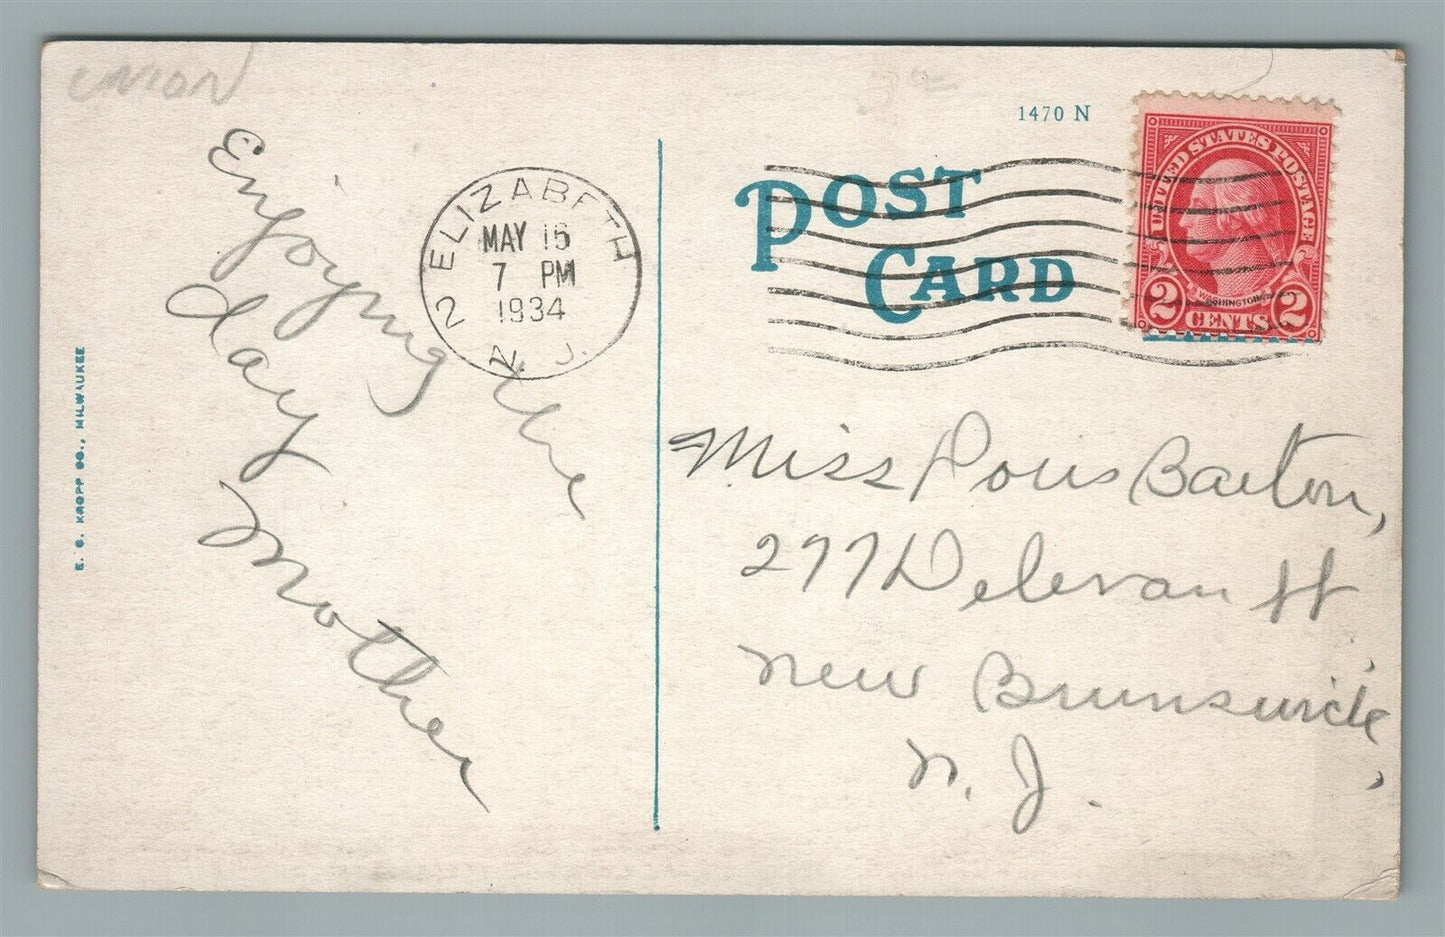 Enjoying the
day
Mother
E. C. KROPP CO., MILWAUKEE
ELIZABETH
2
MAY 15
7 PM
1934
N. J.
1470 N
POST
CARD
UNITED STATES POSTAGE
WASHINGTON
2 CENTS 2
Miss Barton,
277 Delevan St
New Brunswick,
N. J.